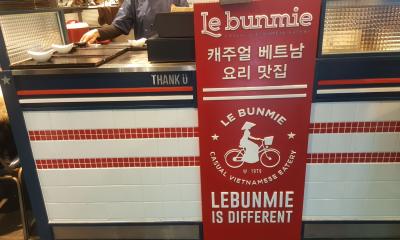 Le bunmie
캐주얼 베트남
요리 맛집
THANK U
LE BUNMIE
CASUAL VIETNAMESE EATERY
LEBUNMIE
IS DIFFERENT